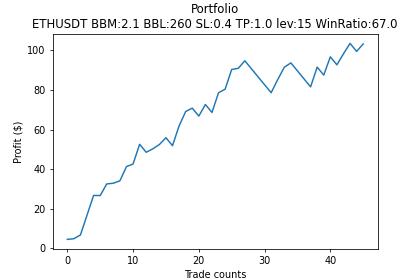 Portfolio
ETHUSDT BBM:2.1 BBL:260 SL:0.4 TP:1.0 lev:15 WinRatio:67.0
100
80
60
40
20
0
Profit ($)
0 10 20 30 40
Trade counts